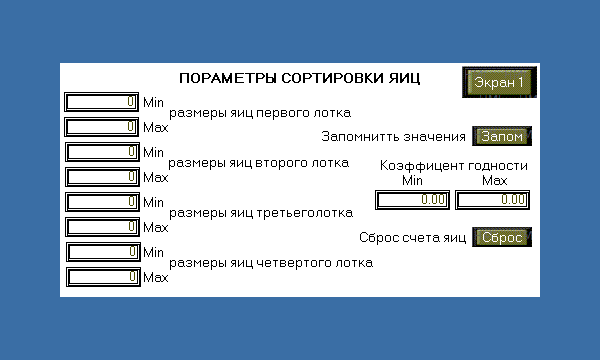 ПОРАМЕТРЫ СОРТИРОВКИ ЯИЦ
Экран 1
0 Min
размеры яиц первого лотка
0 Max
Запомнитть значения Запом
0 Min
размеры яиц второго лотка
0 Max
Коэффицент годности
Min Max
0.00 0.00
0 Min
размеры яиц третьеголотка
0 Max
Сброс счета яиц Сброс
0 Min
размеры яиц четвертого лотка
0 Max